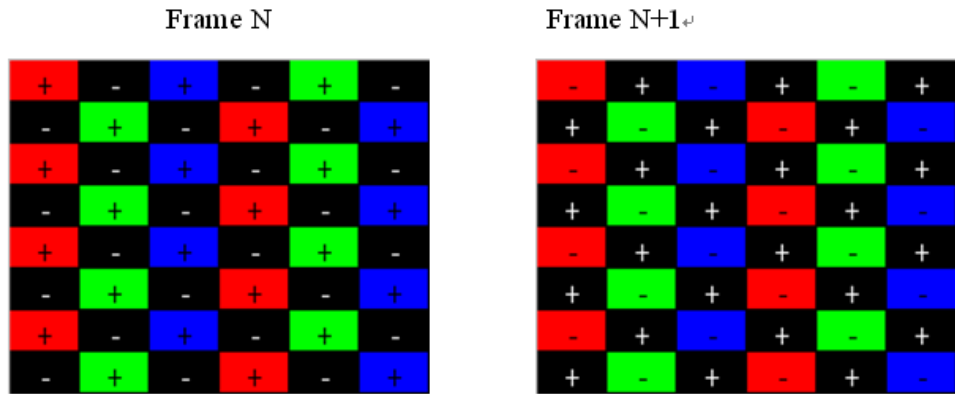 Frame N Frame N+1↵
+ - + - + - - + - + - +
- + - + - + + - + - + -
+ - + - + - - + - + - +
- + - + - + + - + - + -
+ - + - + - - + - + - +
- + - + - + + - + - + -
+ - + - + - - + - + - +
- + - + - + + - + - + -